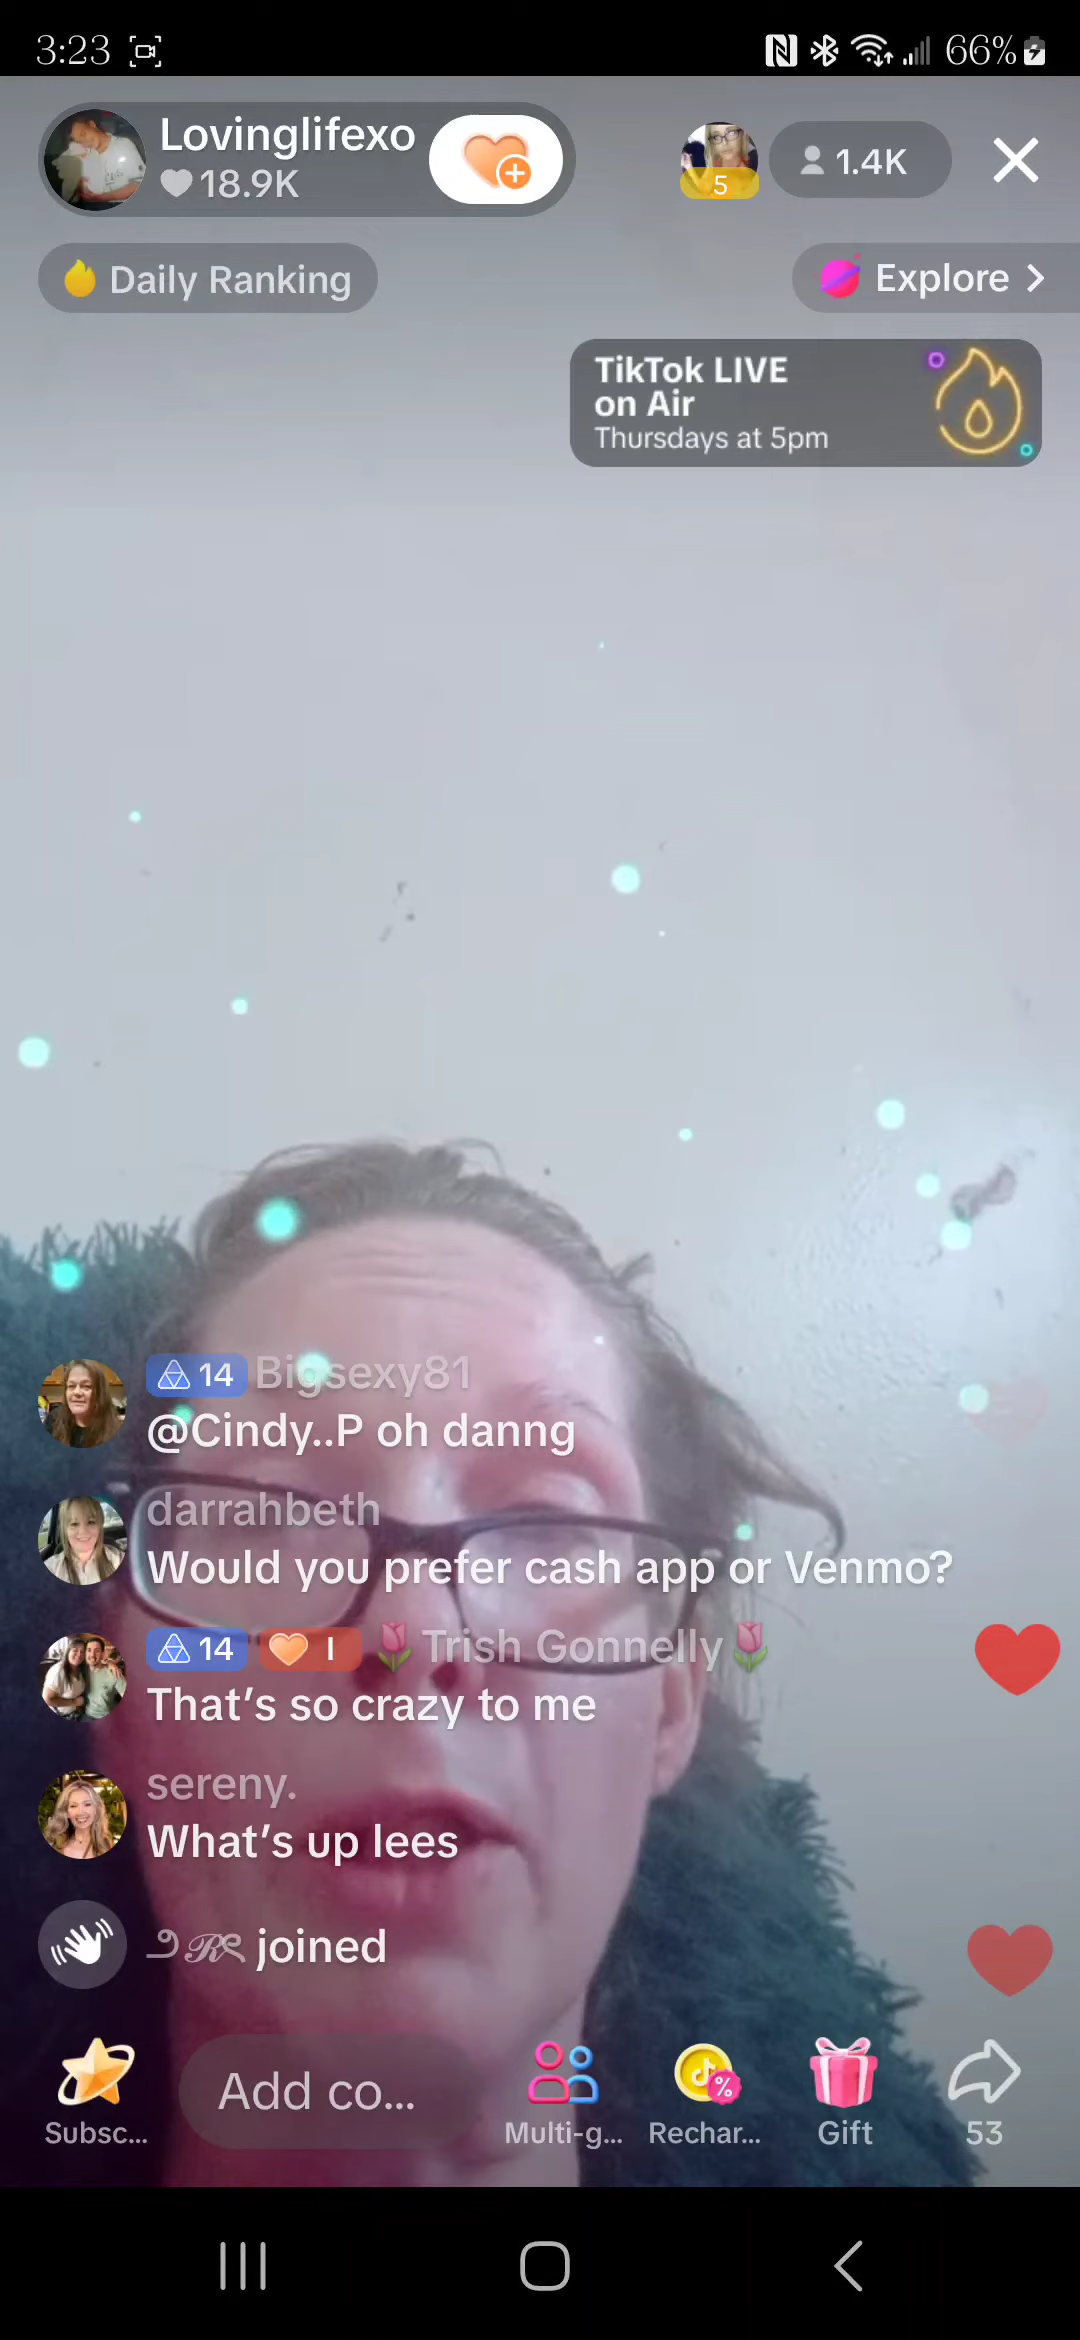 3:23
66%
Lovinglifexo
18.9K
5
1.4K
Daily Ranking
Explore
TikTok LIVE
on Air
Thursdays at 5pm
14 Bigsexy81
@Cindy..P oh danng
darrahbeth
Would you prefer cash app or Venmo?
14 I Trish Gonnelly
That's so crazy to me
sereny.
What's up lees
joined
Add co...
Subsc...
Multi-g...
Rechar...
Gift
53